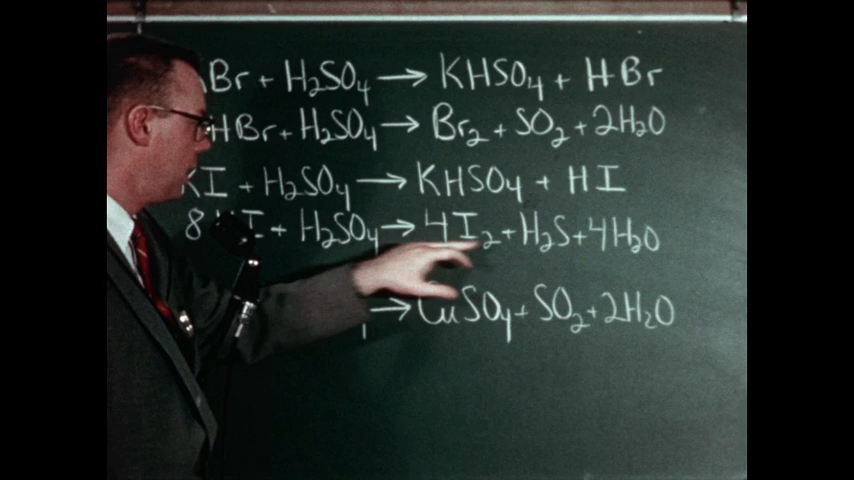 Br + H₂SO₄ → KHSO₄ + HBr
HBr + H₂SO₄ → Br₂ + SO₂ + 2H₂O
KI + H₂SO₄ → KHSO₄ + HI
8 I + H₂SO₄ → 4I₂ + H₂S + 4H₂O
→ CuSO₄ + SO₂ + 2H₂O